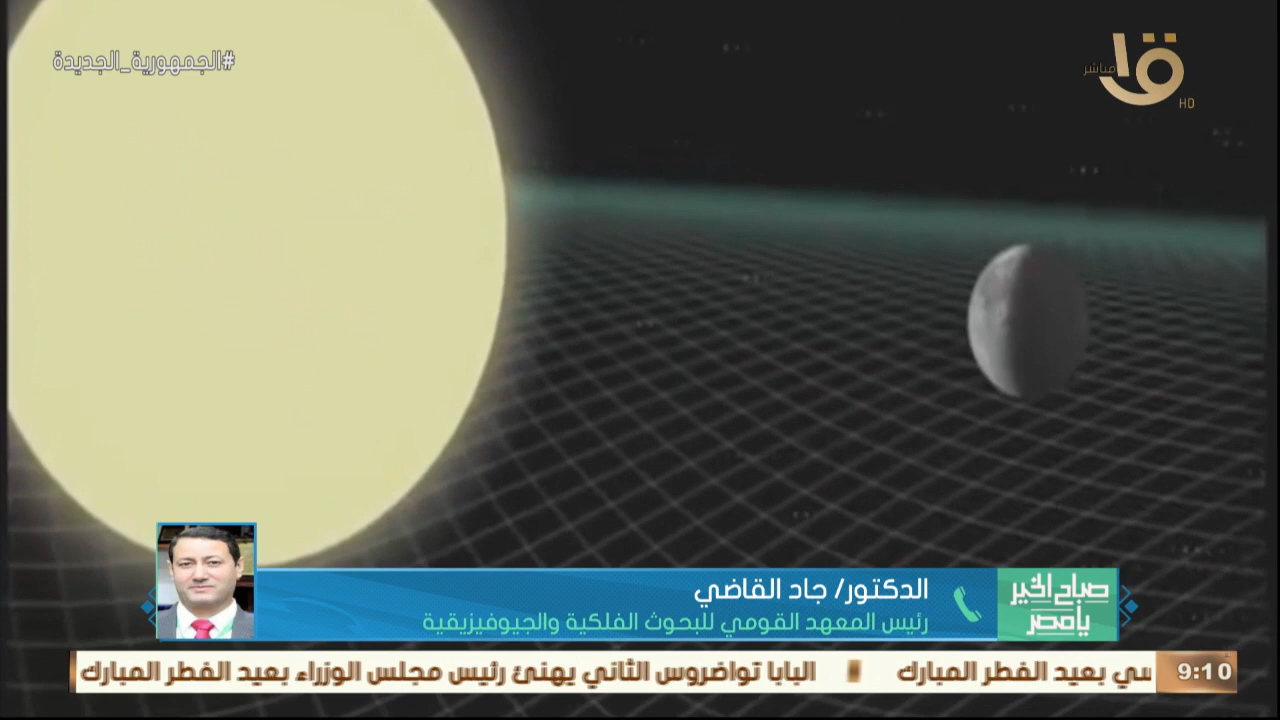 #الجمهورية_الجديدة
مباشر
HD
الدكتور/ جاد القاضي
رئيس المعهد القومي للبحوث الفلكية والجيوفيزيقية
صباح الخير
يا مصر
9:10
سي بعيد الفطر المبارك
البابا تواضروس الثاني يهنئ رئيس مجلس الوزراء بعيد الفطر المبارك